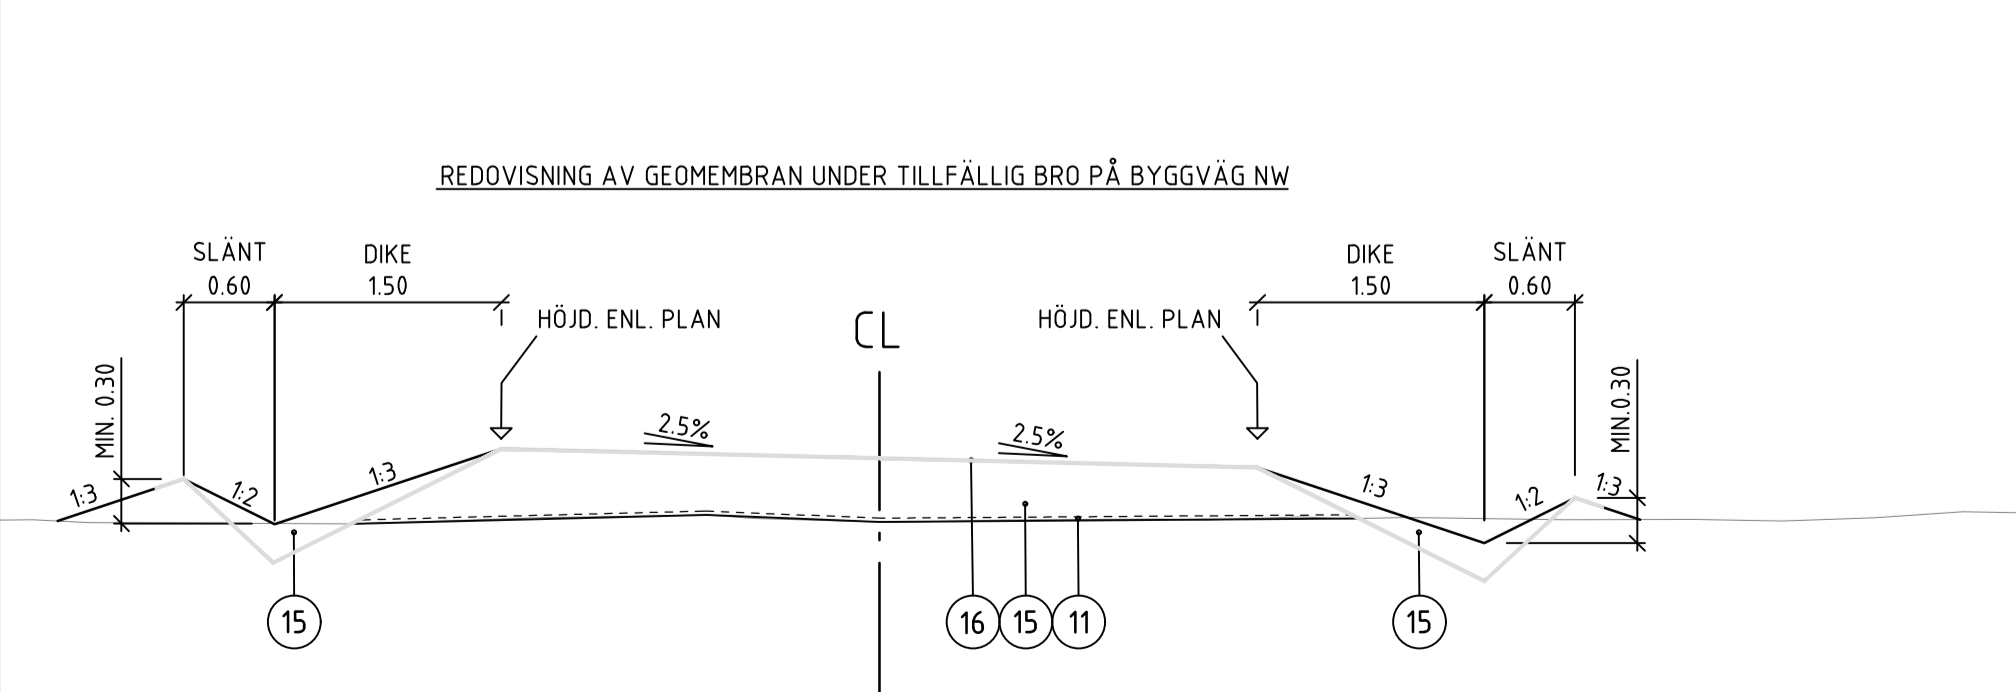 REDOVISNING AV GEOMEMBRAN UNDER TILLFÄLLIG BRO PÅ BYGGVÄG NW
SLÄNT
0.60
DIKE
1.50
DIKE
1.50
SLÄNT
0.60
HÖJD. ENL. PLAN
CL
HÖJD. ENL. PLAN
MIN. 0.30
MIN.0.30
2.5%
2.5%
1:3
1:2
1:3
1:3
1:2
1:3
15
16
15
11
15